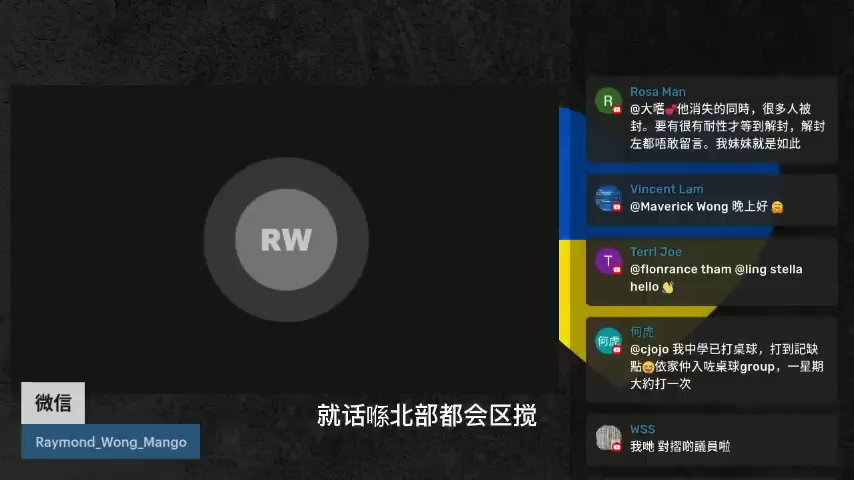 RW
微信
Raymond_Wong_Mango
就话喺北部都会区搅
Rosa Man
@大嚿💕他消失的同時，很多人被
封。要有很有耐性才等到解封，解封
左都唔敢留言。我妹妹就是如此
Vincent Lam
@Maverick Wong 晚上好 🤗
Terri Joe
@flonrance tham @ling stella
hello 👋
何虎
@cjojo 我中學已打桌球，打到記缺
點😆依家仲入咗桌球group，一星期
大約打一次
WSS
我哋 對摺啲議員啦